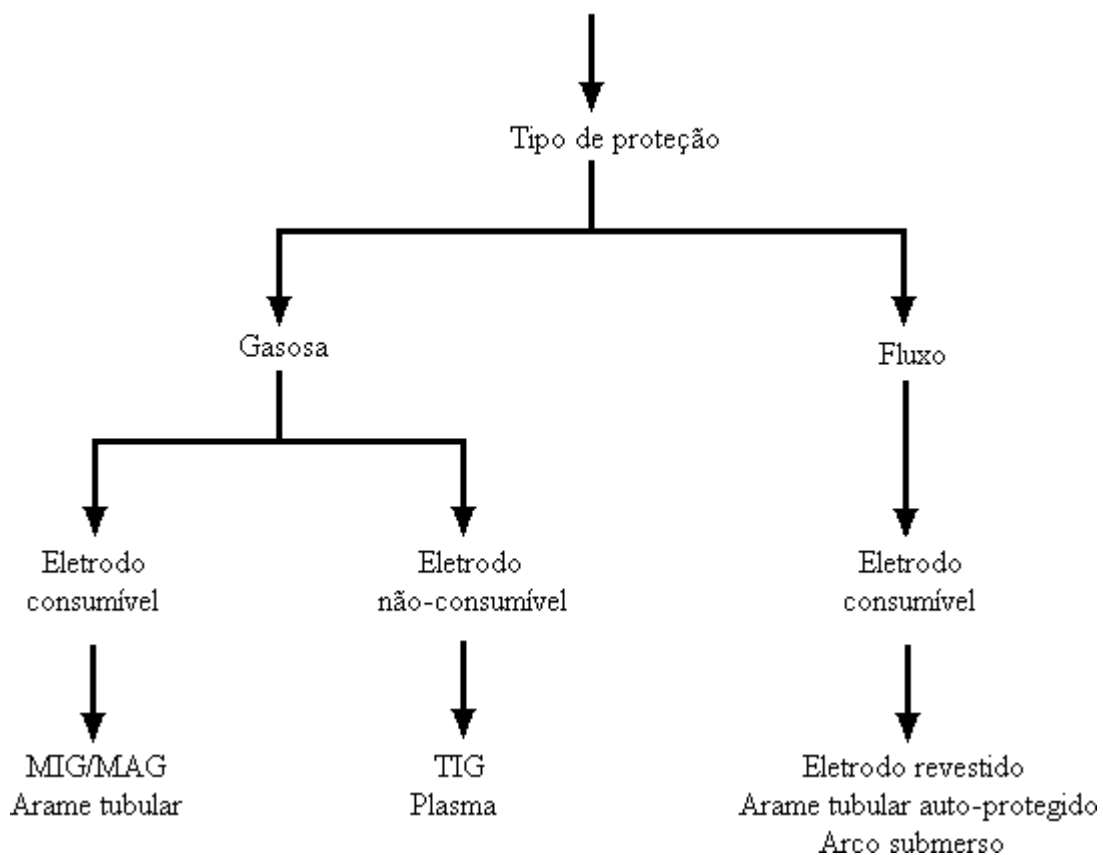 Tipo de proteção
Gasosa
Fluxo
Eletrodo
consumível
Eletrodo
não-consumível
Eletrodo
consumível
MIG/MAG
Arame tubular
TIG
Plasma
Eletrodo revestido
Arame tubular auto-protegido
Arco submerso